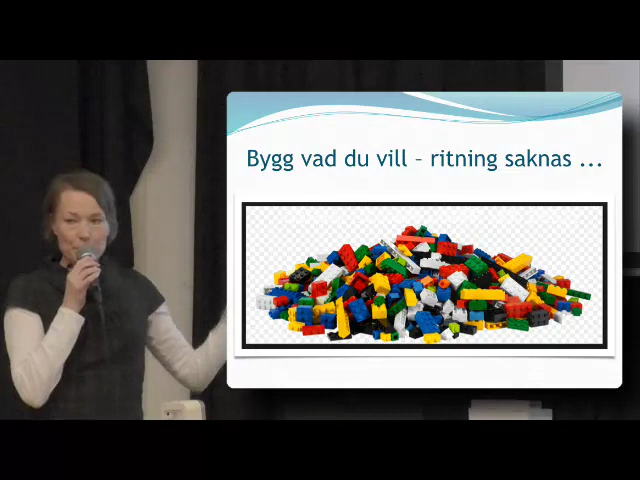 Bygg vad du vill – ritning saknas ...